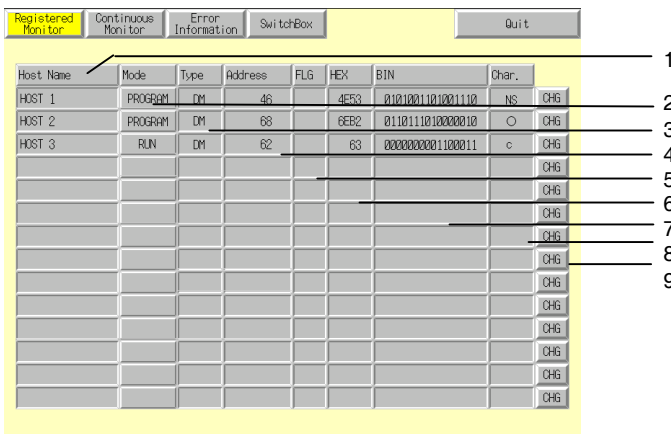 Registered Monitor Continuous Monitor Error Information SwitchBox Quit
1
Host Name Mode Type Address FLG HEX BIN Char.
HOST 1 PROGRAM DM 46 4E53 0101001101001110 NS CHG
2
HOST 2 PROGRAM DM 68 6EB2 0110111010000010 O CHG
3
HOST 3 RUN DM 62 63 0000000001100011 c CHG
4
CHG
5
CHG
6
CHG
7
CHG
8
CHG
9
CHG
CHG
CHG
CHG
CHG
CHG